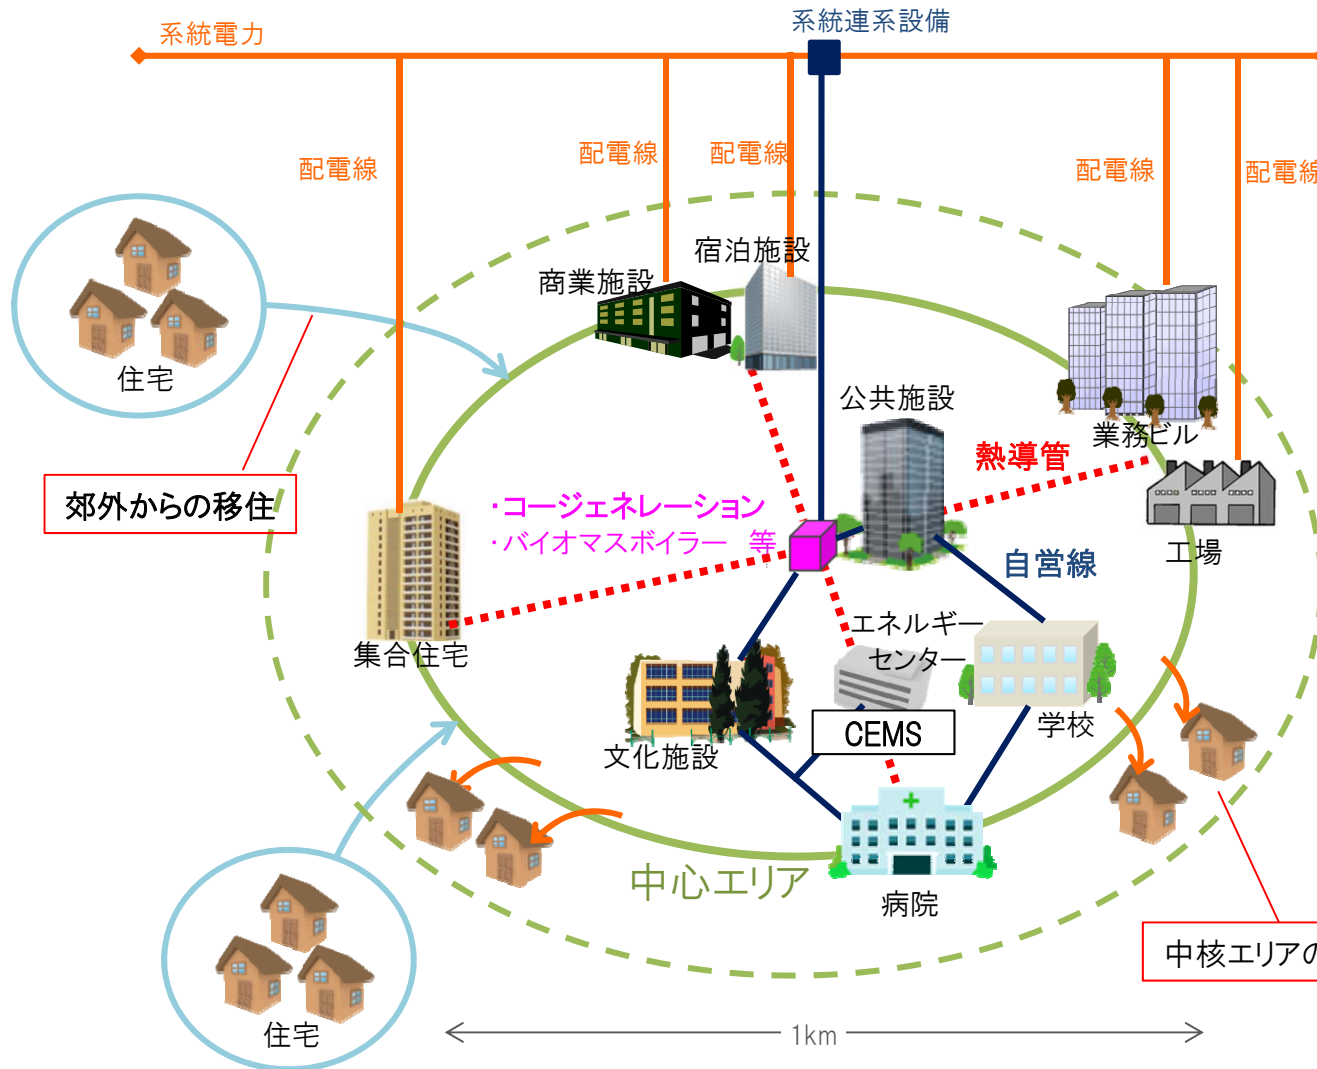 系統連系設備
系統電力
配電線
配電線
配電線
配電線
配電線
宿泊施設
商業施設
住宅
公共施設
業務ビル
熱導管
郊外からの移住
・コージェネレーション
・バイオマスボイラー 等
工場
自営線
エネルギー
センター
集合住宅
学校
CEMS
文化施設
中心エリア
病院
中核エリアの
住宅
1km